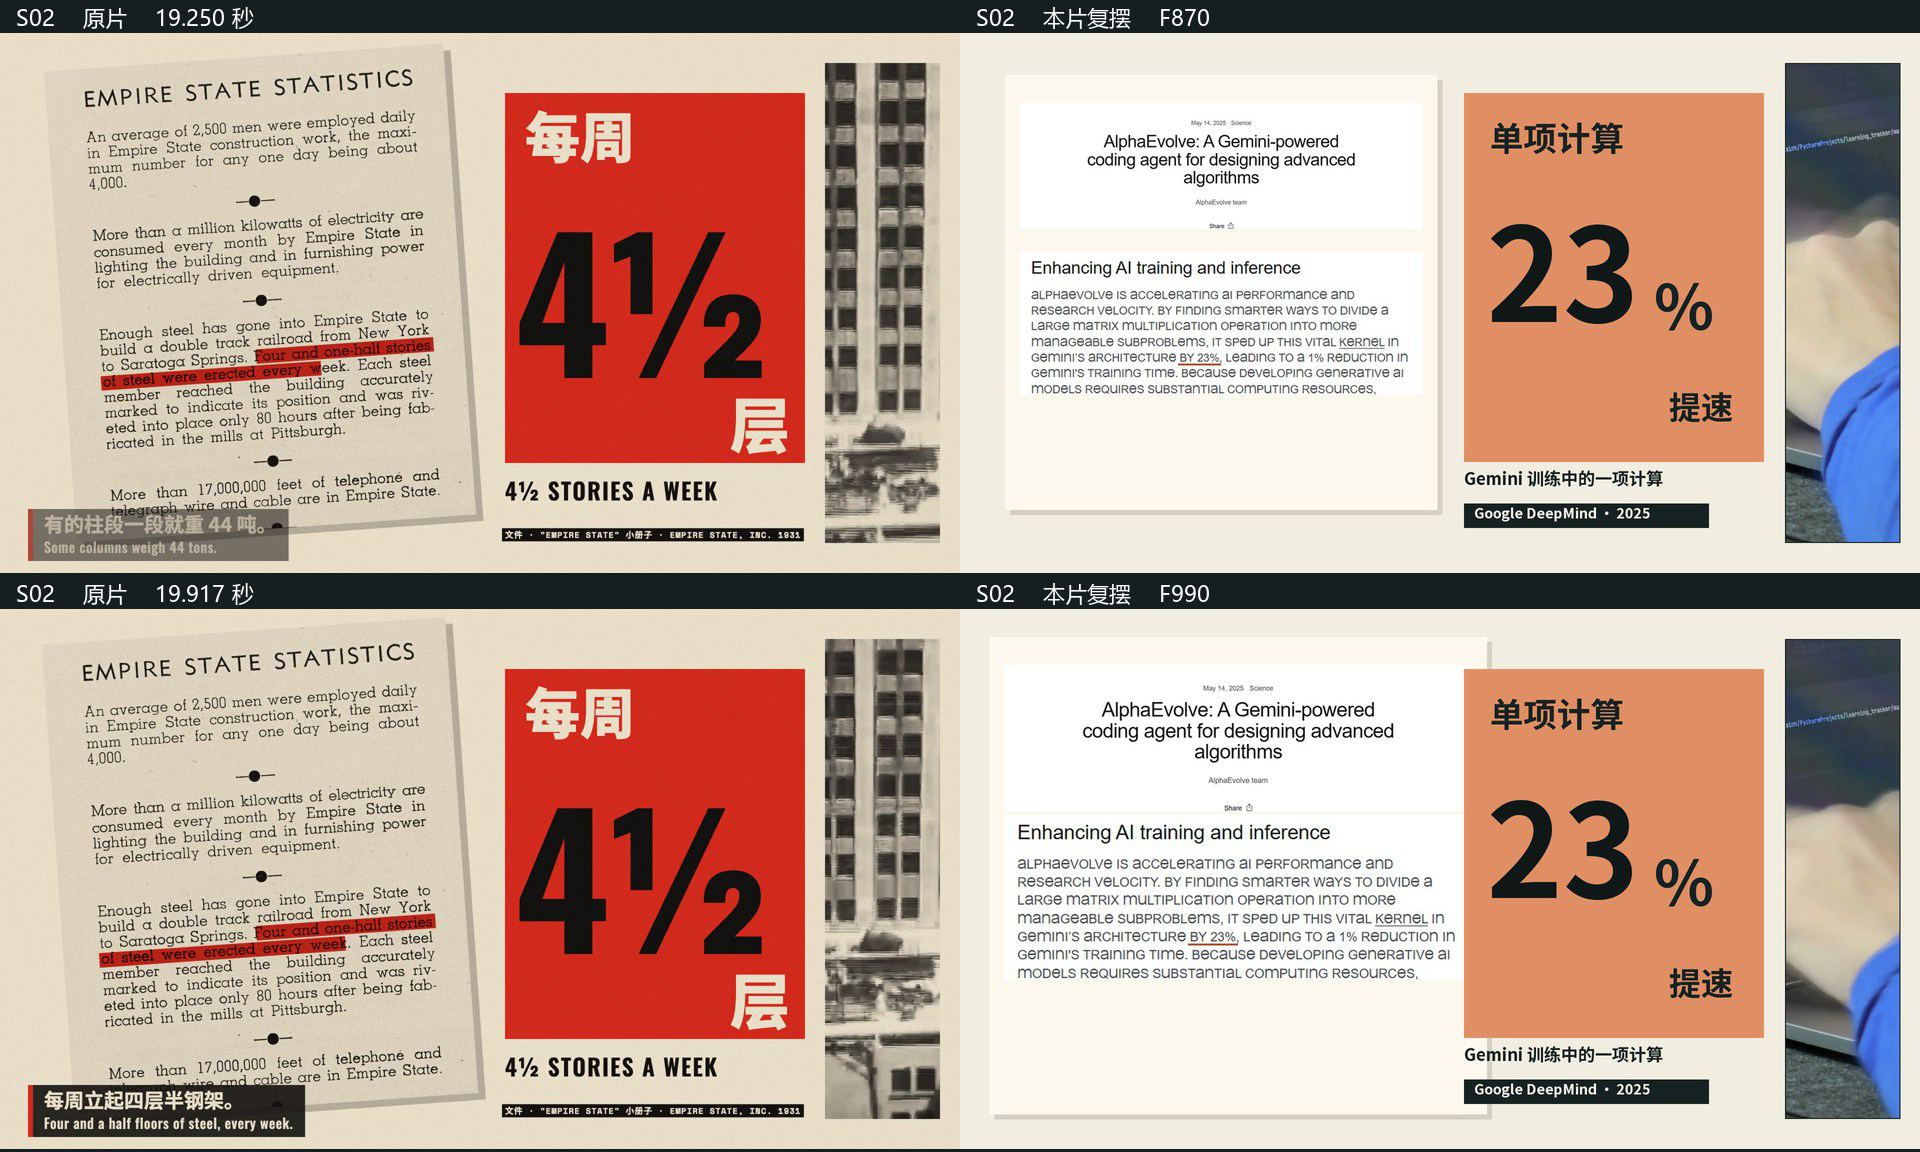 S02 原片 19.250 秒
EMPIRE STATE STATISTICS
An average of 2,500 men were employed daily
in Empire State construction work, the maxi-
mum number for any one day being about
4,000.
More than a million kilowatts of electricity are
consumed every month by Empire State in
lighting the building and in furnishing power
for electrically driven equipment.
Enough steel has gone into Empire State to
build a double track railroad from New York
to Saratoga Springs. Four and one-half stories
of steel were erected every week. Each steel
member reached the building accurately
marked to indicate its position and was riv-
eted into place only 80 hours after being fab-
ricated in the mills at Pittsburgh.
More than 17,000,000 feet of telephone and
telegraph wire and cable are in Empire State.
有的柱段一段就重 44 吨。
Some columns weigh 44 tons.
每周
4½
层
4½ STORIES A WEEK
文件 · "EMPIRE STATE" 小册子 · EMPIRE STATE, INC. 1931
S02 本片复摆 F870
May 14, 2025 Science
AlphaEvolve: A Gemini-powered
coding agent for designing advanced
algorithms
AlphaEvolve team
Share
Enhancing AI training and inference
ALPHAEVOLVE IS ACCELERATING AI PERFORMANCE AND
RESEARCH VELOCITY. BY FINDING SMARTER WAYS TO DIVIDE A
LARGE MATRIX MULTIPLICATION OPERATION INTO MORE
MANAGEABLE SUBPROBLEMS, IT SPED UP THIS VITAL KERNEL IN
GEMINI'S ARCHITECTURE BY 23%, LEADING TO A 1% REDUCTION IN
GEMINI'S TRAINING TIME. BECAUSE DEVELOPING GENERATIVE AI
MODELS REQUIRES SUBSTANTIAL COMPUTING RESOURCES,
单项计算
23 %
提速
Gemini 训练中的一项计算
Google DeepMind · 2025
S02 原片 19.917 秒
EMPIRE STATE STATISTICS
An average of 2,500 men were employed daily
in Empire State construction work, the maxi-
mum number for any one day being about
4,000.
More than a million kilowatts of electricity are
consumed every month by Empire State in
lighting the building and in furnishing power
for electrically driven equipment.
Enough steel has gone into Empire State to
build a double track railroad from New York
to Saratoga Springs. Four and one-half stories
of steel were erected every week. Each steel
member reached the building accurately
marked to indicate its position and was riv-
eted into place only 80 hours after being fab-
ricated in the mills at Pittsburgh.
More than 17,000,000 feet of telephone and
wire and cable are in Empire State.
每周立起四层半钢架。
Four and a half floors of steel, every week.
每周
4½
层
4½ STORIES A WEEK
文件 · "EMPIRE STATE" 小册子 · EMPIRE STATE, INC. 1931
S02 本片复摆 F990
May 14, 2025 Science
AlphaEvolve: A Gemini-powered
coding agent for designing advanced
algorithms
AlphaEvolve team
Share
Enhancing AI training and inference
ALPHAEVOLVE IS ACCELERATING AI PERFORMANCE AND
RESEARCH VELOCITY. BY FINDING SMARTER WAYS TO DIVIDE A
LARGE MATRIX MULTIPLICATION OPERATION INTO MORE
MANAGEABLE SUBPROBLEMS, IT SPED UP THIS VITAL KERNEL IN
GEMINI'S ARCHITECTURE BY 23%, LEADING TO A 1% REDUCTION IN
GEMINI'S TRAINING TIME. BECAUSE DEVELOPING GENERATIVE AI
MODELS REQUIRES SUBSTANTIAL COMPUTING RESOURCES,
单项计算
23 %
提速
Gemini 训练中的一项计算
Google DeepMind · 2025